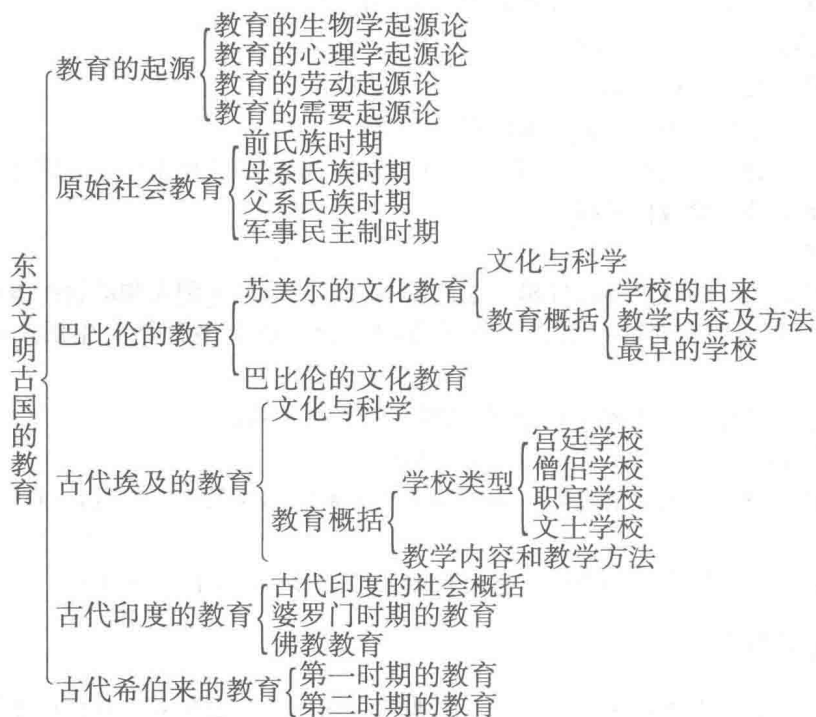 东方文明古国的教育
教育的起源
教育的生物学起源论
教育的心理学起源论
教育的劳动起源论
教育的需要起源论
原始社会教育
前氏族时期
母系氏族时期
父系氏族时期
军事民主制时期
巴比伦的教育
苏美尔的文化教育
文化与科学
教育概括
学校的由来
教学内容及方法
最早的学校
巴比伦的文化教育
古代埃及的教育
文化与科学
教育概括
学校类型
宫廷学校
僧侣学校
职官学校
文士学校
教学内容和教学方法
古代印度的教育
古代印度的社会概括
婆罗门时期的教育
佛教教育
古代希伯来的教育
第一时期的教育
第二时期的教育